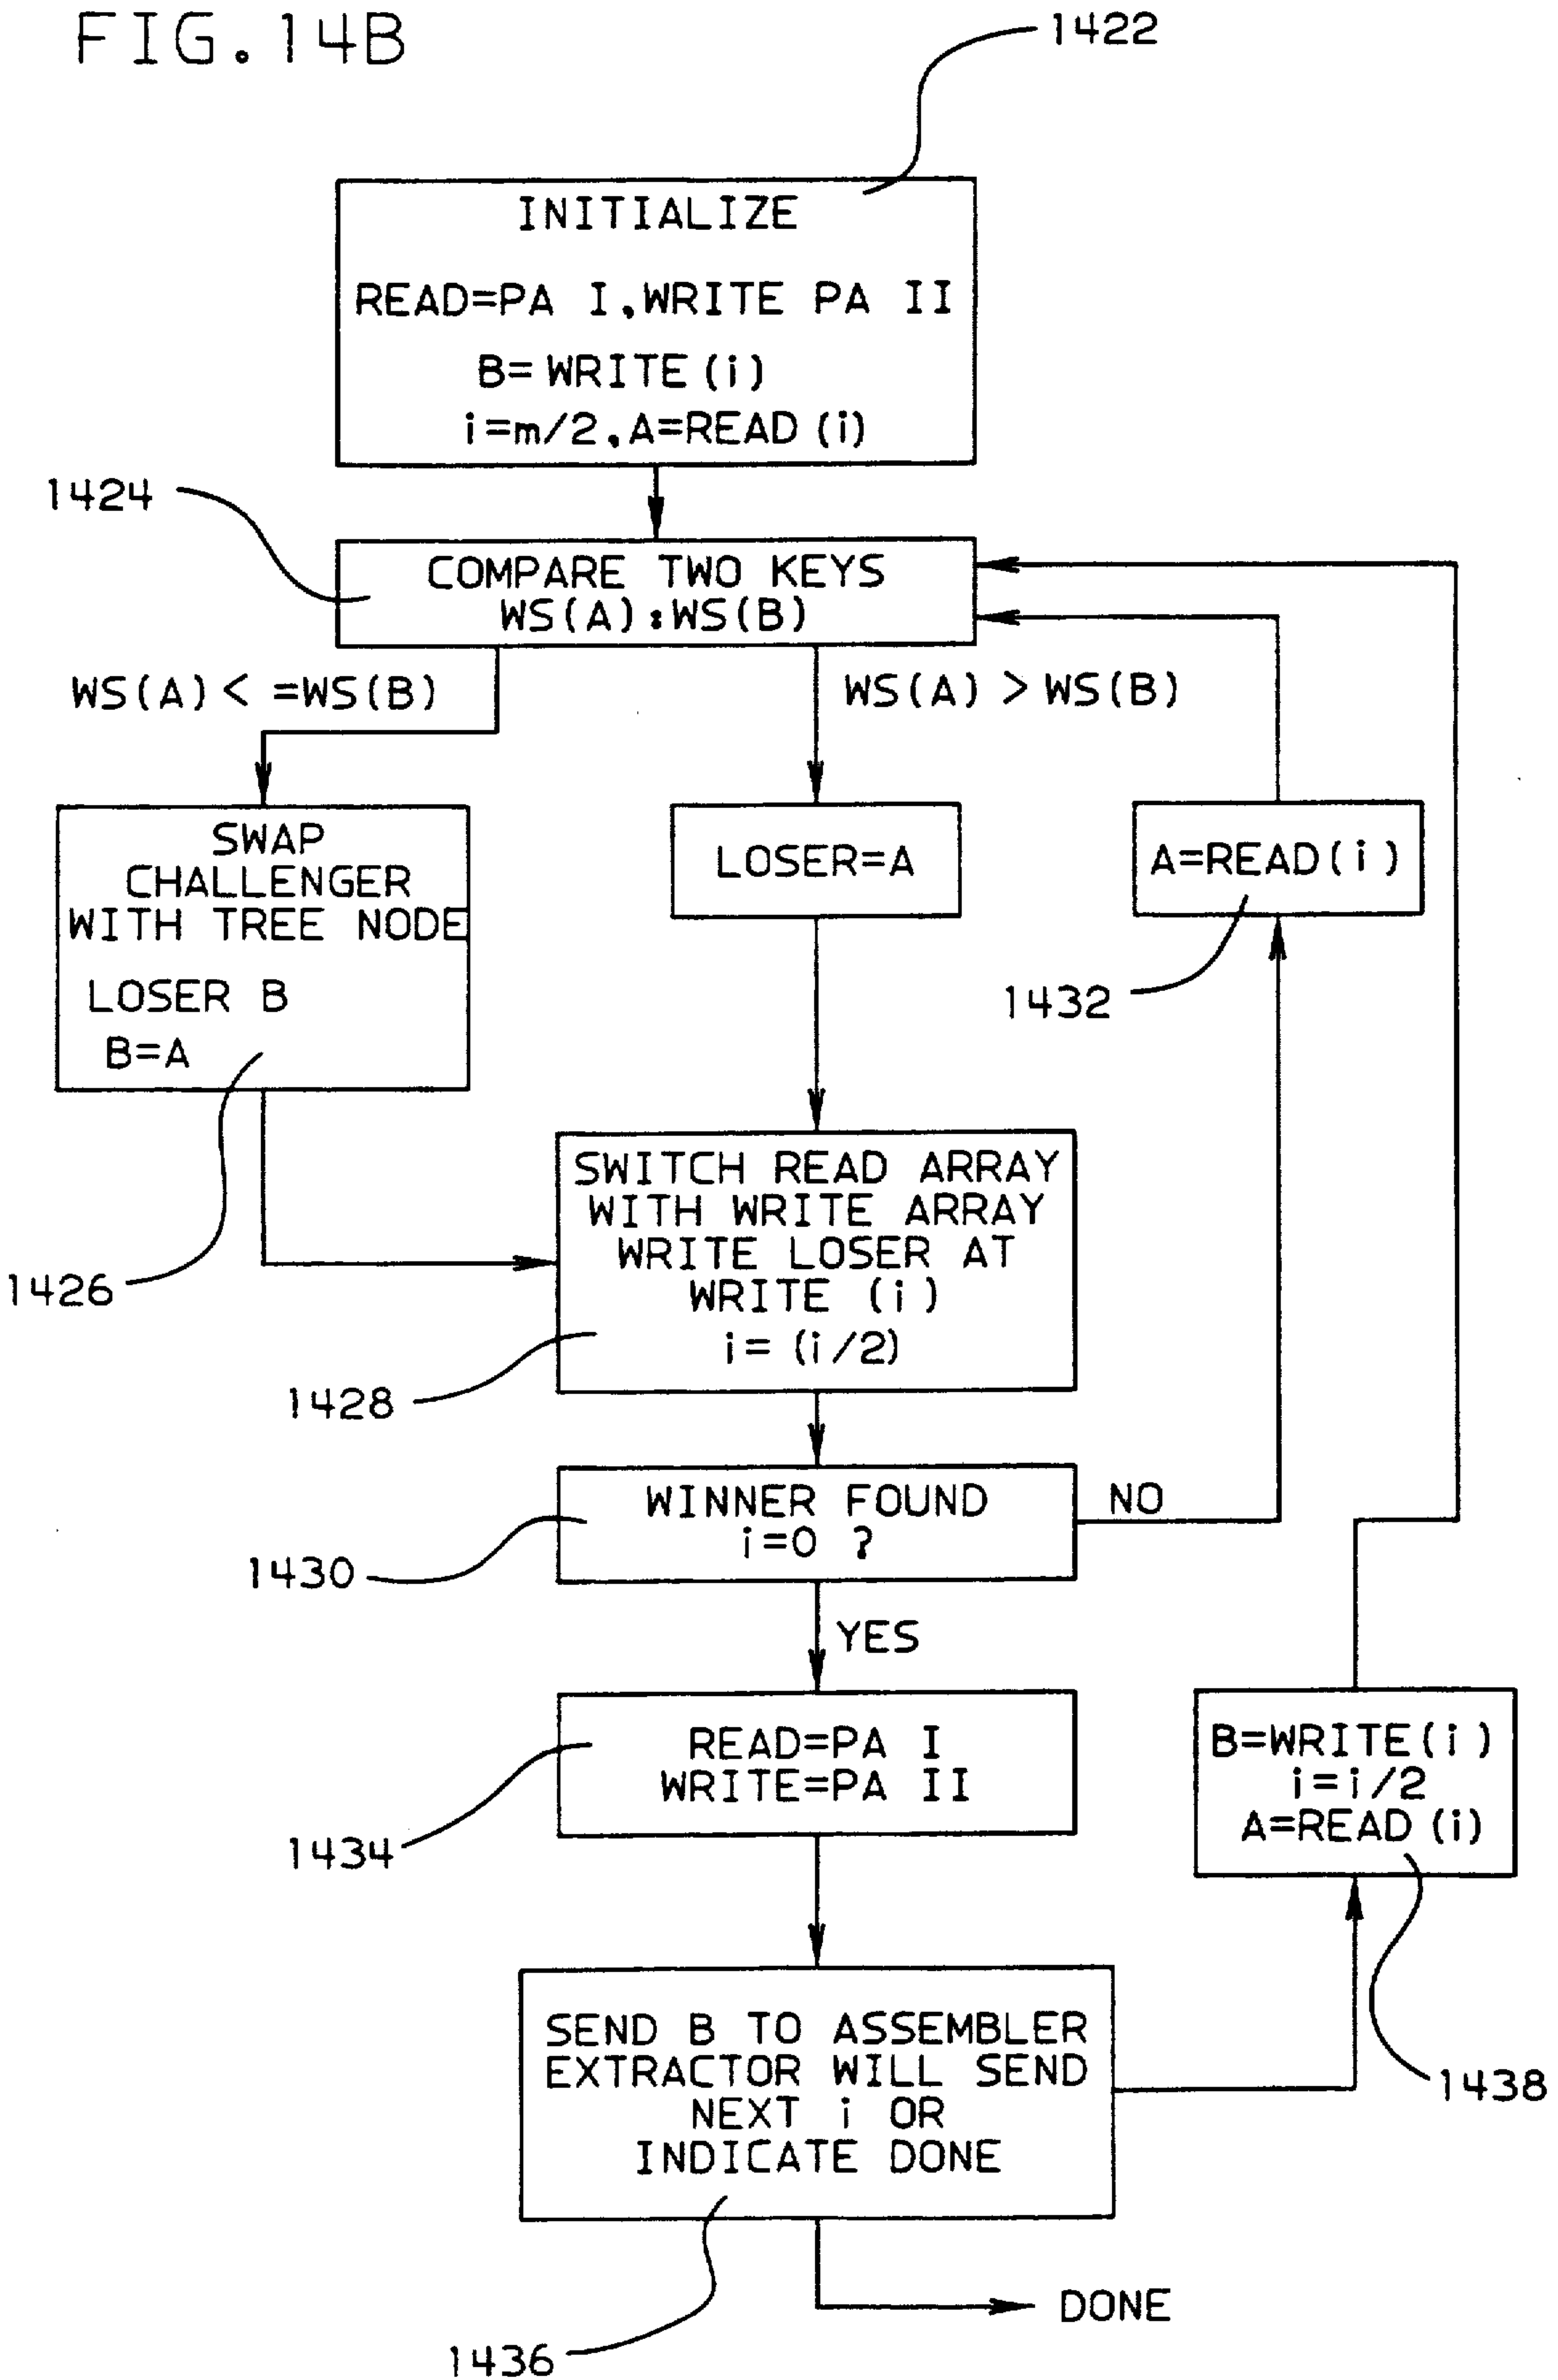 FIG.14B
1422
INITIALIZE
READ=PA I,WRITE PA II
B= WRITE (i)
i=m/2,A=READ (i)
1424
COMPARE TWO KEYS
WS(A):WS(B)
WS(A)< =WS(B)
WS(A) > WS(B)
SWAP
CHALLENGER
WITH TREE NODE
LOSER B
B=A
LOSER=A
A=READ(i)
1432
1426
SWITCH READ ARRAY
WITH WRITE ARRAY
WRITE LOSER AT
WRITE (i)
i= (i/2)
1428
WINNER FOUND
i=0 ?
NO
1430
YES
READ=PA I
WRITE=PA II
1434
B=WRITE(i)
i=i/2
A=READ (i)
1438
SEND B TO ASSEMBLER
EXTRACTOR WILL SEND
NEXT i OR
INDICATE DONE
DONE
1436